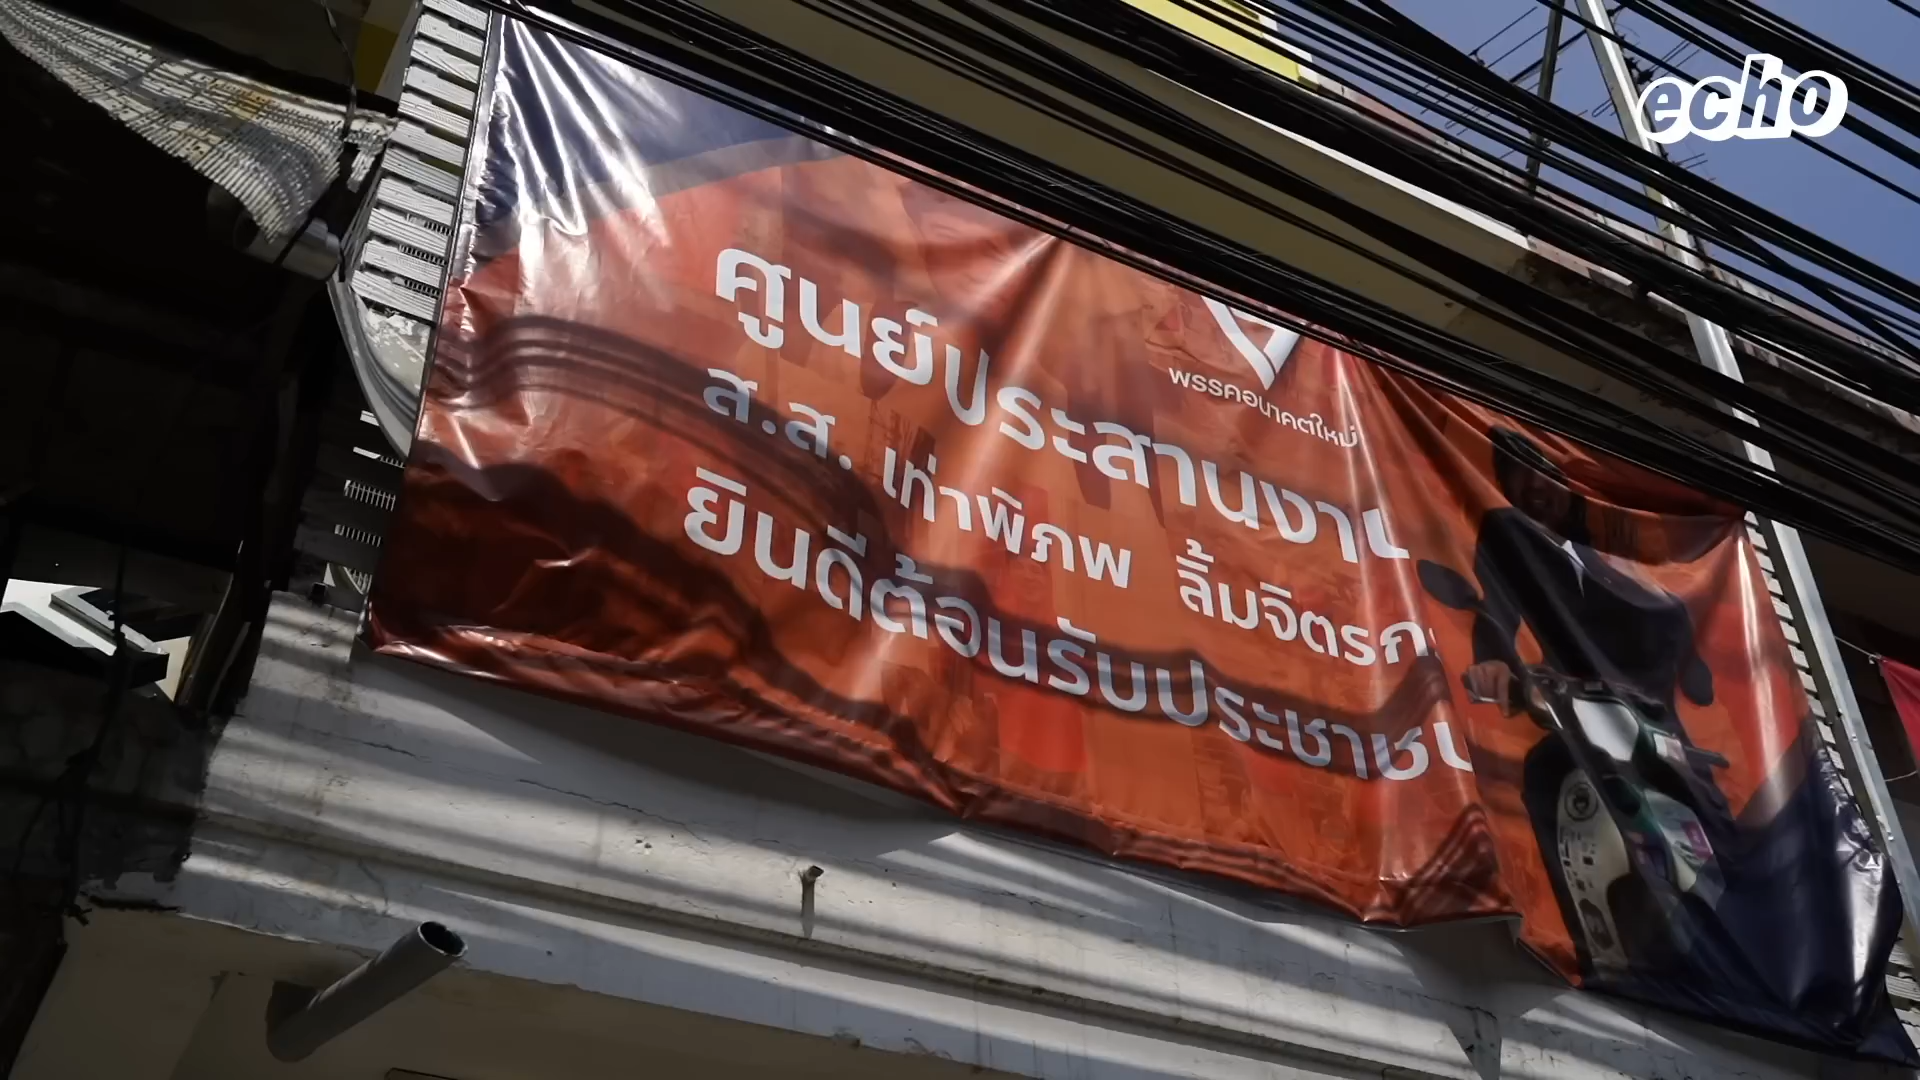 echo
พรรคอนาคตใหม่
ศูนย์ประสานงาน
ส.ส. เท่าพิภพ ลิ้มจิตรกร
ยินดีต้อนรับประชาชน